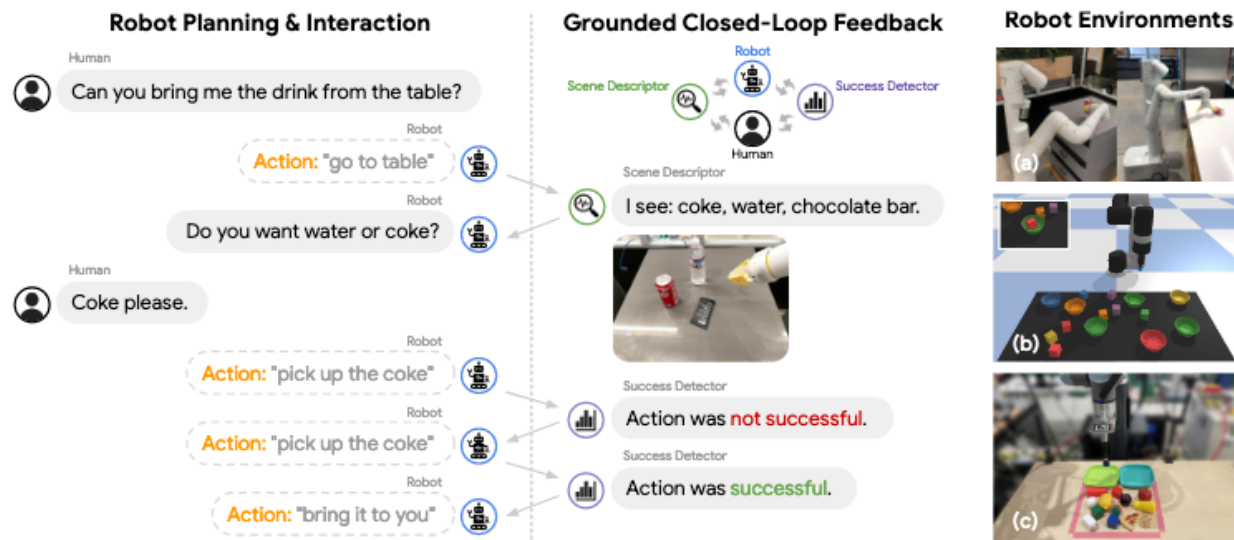 Robot Planning & Interaction
Human
Can you bring me the drink from the table?
Robot
Action: "go to table"
Robot
Do you want water or coke?
Human
Coke please.
Robot
Action: "pick up the coke"
Robot
Action: "pick up the coke"
Robot
Action: "bring it to you"
Grounded Closed-Loop Feedback
Robot
Scene Descriptor
Success Detector
Human
Scene Descriptor
I see: coke, water, chocolate bar.
Success Detector
Action was not successful.
Success Detector
Action was successful.
Robot Environments
(a)
(b)
(c)